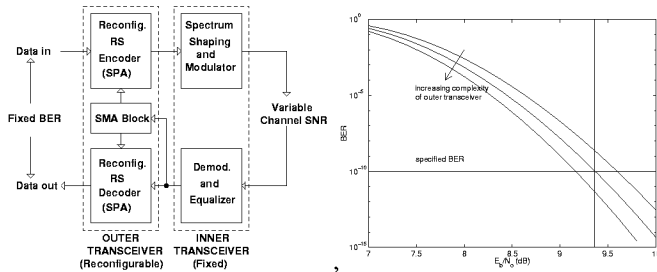 Reconfig.
RS
Encoder
(SPA)
Spectrum
Shaping
and
Modulator
Data in
Fixed BER
SMA Block
Variable
Channel SNR
Reconfig.
RS
Decoder
(SPA)
Demod.
and
Equalizer
Data out
OUTER
TRANSCEIVER
(Reconfigurable)
INNER
TRANSCEIVER
(Fixed)
,
10^0
10^-5
10^-10
10^-15
BER
Increasing complexity
of outer transceiver
specified BER
7
7.5
8
8.5
9
9.5
10
E_b/N_o (dB)